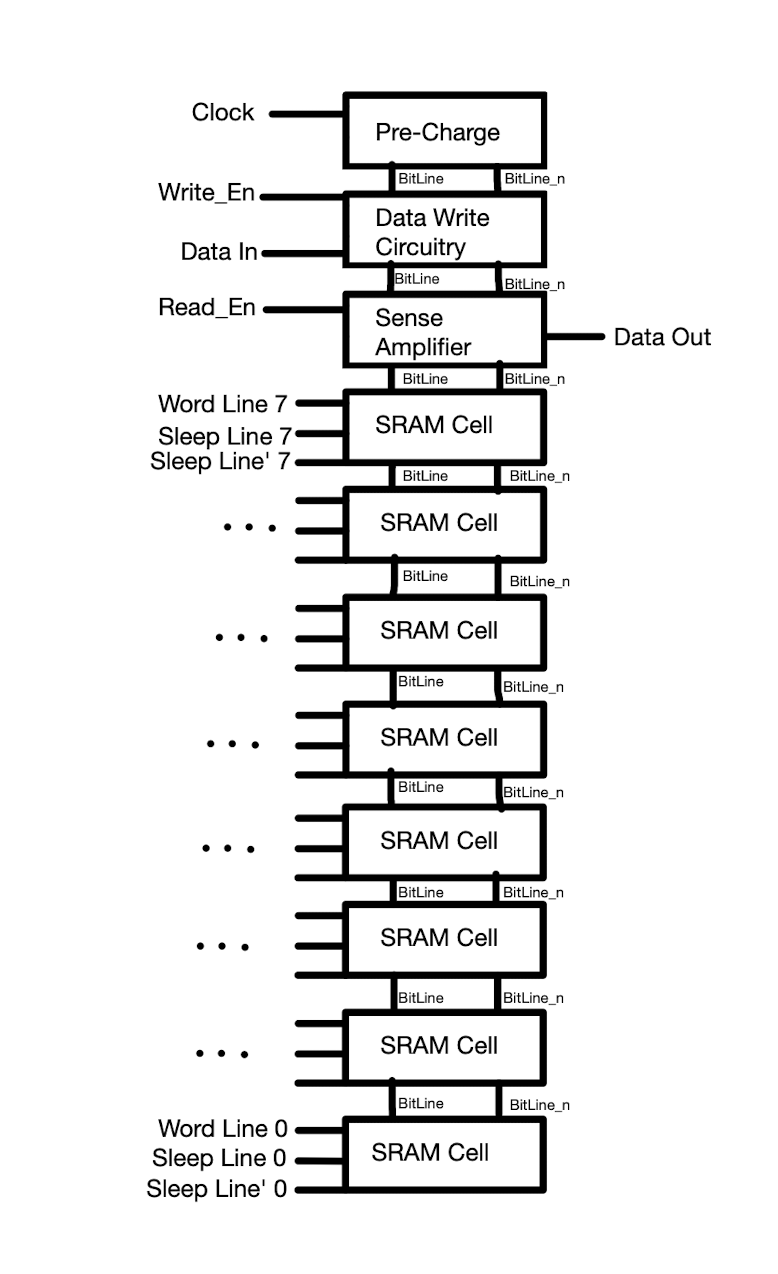 Clock
Pre-Charge
BitLine BitLine_n
Write_En
Data Write
Circuitry
Data In
BitLine BitLine_n
Read_En
Sense
Amplifier
Data Out
BitLine BitLine_n
Word Line 7
SRAM Cell
Sleep Line 7
Sleep Line' 7
BitLine BitLine_n
. . . SRAM Cell
BitLine BitLine_n
. . . SRAM Cell
BitLine BitLine_n
. . . SRAM Cell
BitLine BitLine_n
. . . SRAM Cell
BitLine BitLine_n
. . . SRAM Cell
BitLine BitLine_n
. . . SRAM Cell
BitLine BitLine_n
Word Line 0
SRAM Cell
Sleep Line 0
Sleep Line' 0